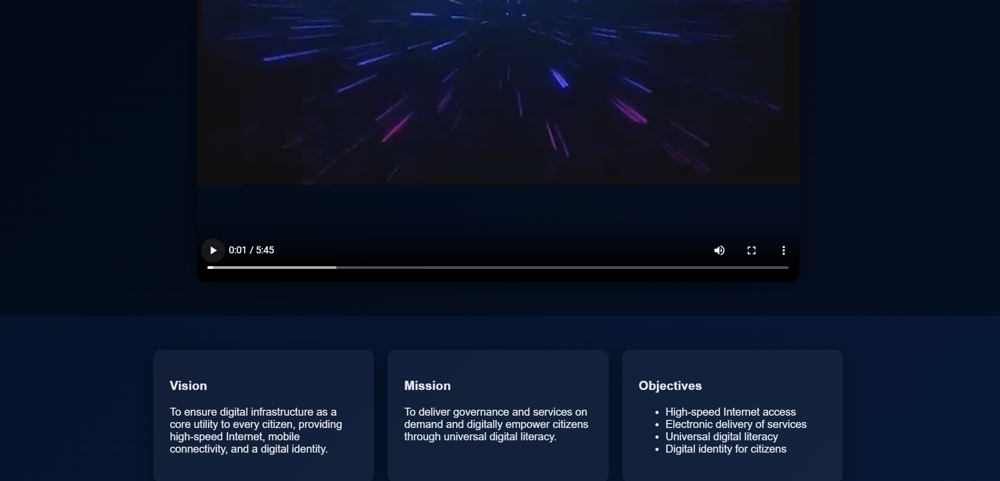 0:01 / 5:45
Vision
To ensure digital infrastructure as a
core utility to every citizen, providing
high-speed Internet, mobile
connectivity, and a digital identity.
Mission
To deliver governance and services on
demand and digitally empower citizens
through universal digital literacy.
Objectives
• High-speed Internet access
• Electronic delivery of services
• Universal digital literacy
• Digital identity for citizens